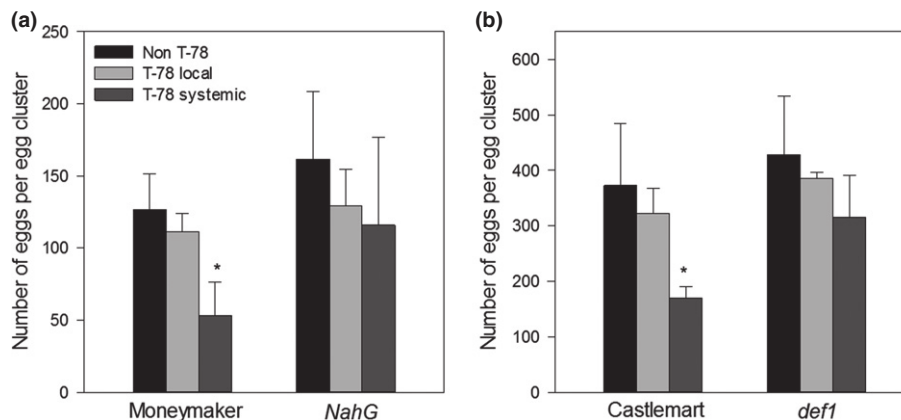 (a)
Number of eggs per egg cluster
250
200
150
100
50
0
Non T-78
T-78 local
T-78 systemic
*
Moneymaker
NahG
(b)
Number of eggs per egg cluster
600
500
400
300
200
100
0
*
Castlemart
def1